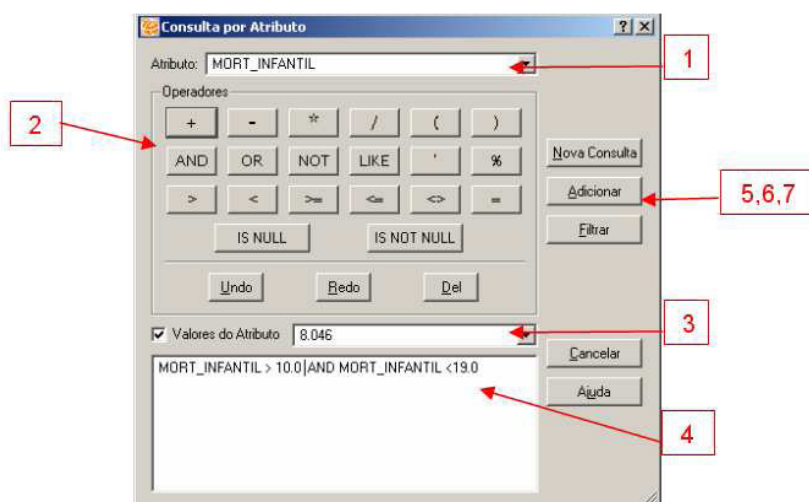 Consulta por Atributo
Atributo: MORT_INFANTIL
1
Operadores
2
+ - * / ( )
AND OR NOT LIKE ' %
> < >= <= <> =
IS NULL IS NOT NULL
Undo Redo Del
Nova Consulta
Adicionar
Filtrar
5,6,7
Valores do Atributo 8.046
3
MORT_INFANTIL > 10.0 AND MORT_INFANTIL <19.0
Cancelar
Ajuda
4